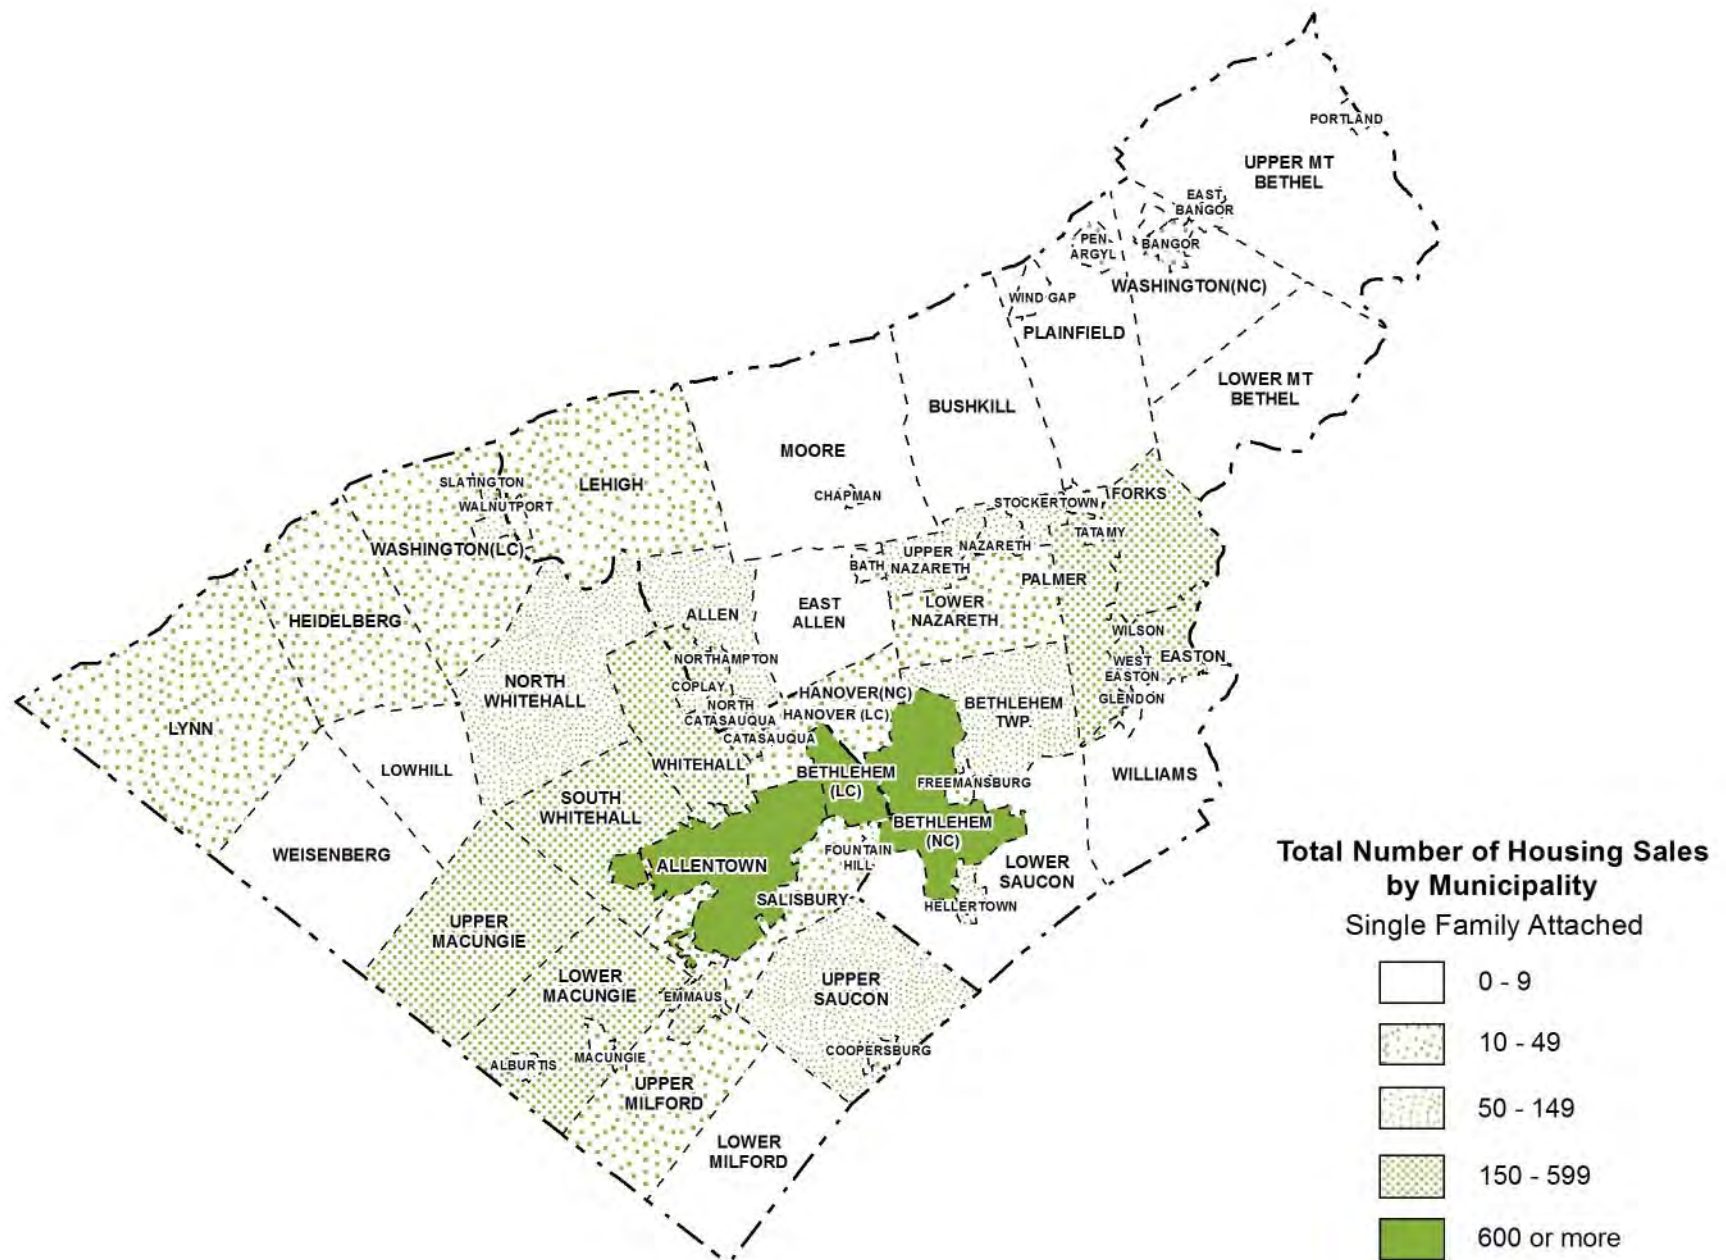 PORTLAND
UPPER MT
BETHEL
EAST
BANGOR
PEN
ARGYL
BANGOR
WASHINGTON(NC)
WIND GAP
PLAINFIELD
LOWER MT
BETHEL
BUSHKILL
MOORE
CHAPMAN
SLATINGTON
LEHIGH
WALNUTPORT
WASHINGTON(LC)
STOCKERTOWN
FORKS
TATAMY
NAZARETH
UPPER
NAZARETH
BATH
PALMER
HEIDELBERG
ALLEN
EAST
ALLEN
LOWER
NAZARETH
WILSON
WEST
EASTON
EASTON
GLENDON
NORTHAMPTON
NORTH
WHITEHALL
COPLAY
HANOVER(NC)
NORTH
CATASAUQUA
HANOVER (LC)
BETHLEHEM
TWP.
CATASAUQUA
LYNN
LOWHILL
WHITEHALL
BETHLEHEM
(LC)
FREEMANSBURG
WILLIAMS
SOUTH
WHITEHALL
BETHLEHEM
(NC)
WEISENBERG
ALLENTOWN
FOUNTAIN
HILL
LOWER
SAUCON
SALISBURY
HELLERTOWN
UPPER
MACUNGIE
LOWER
MACUNGIE
EMMAUS
UPPER
SAUCON
COOPERSBURG
ALBURTIS
MACUNGIE
UPPER
MILFORD
LOWER
MILFORD
Total Number of Housing Sales
by Municipality
Single Family Attached
0 - 9
10 - 49
50 - 149
150 - 599
600 or more